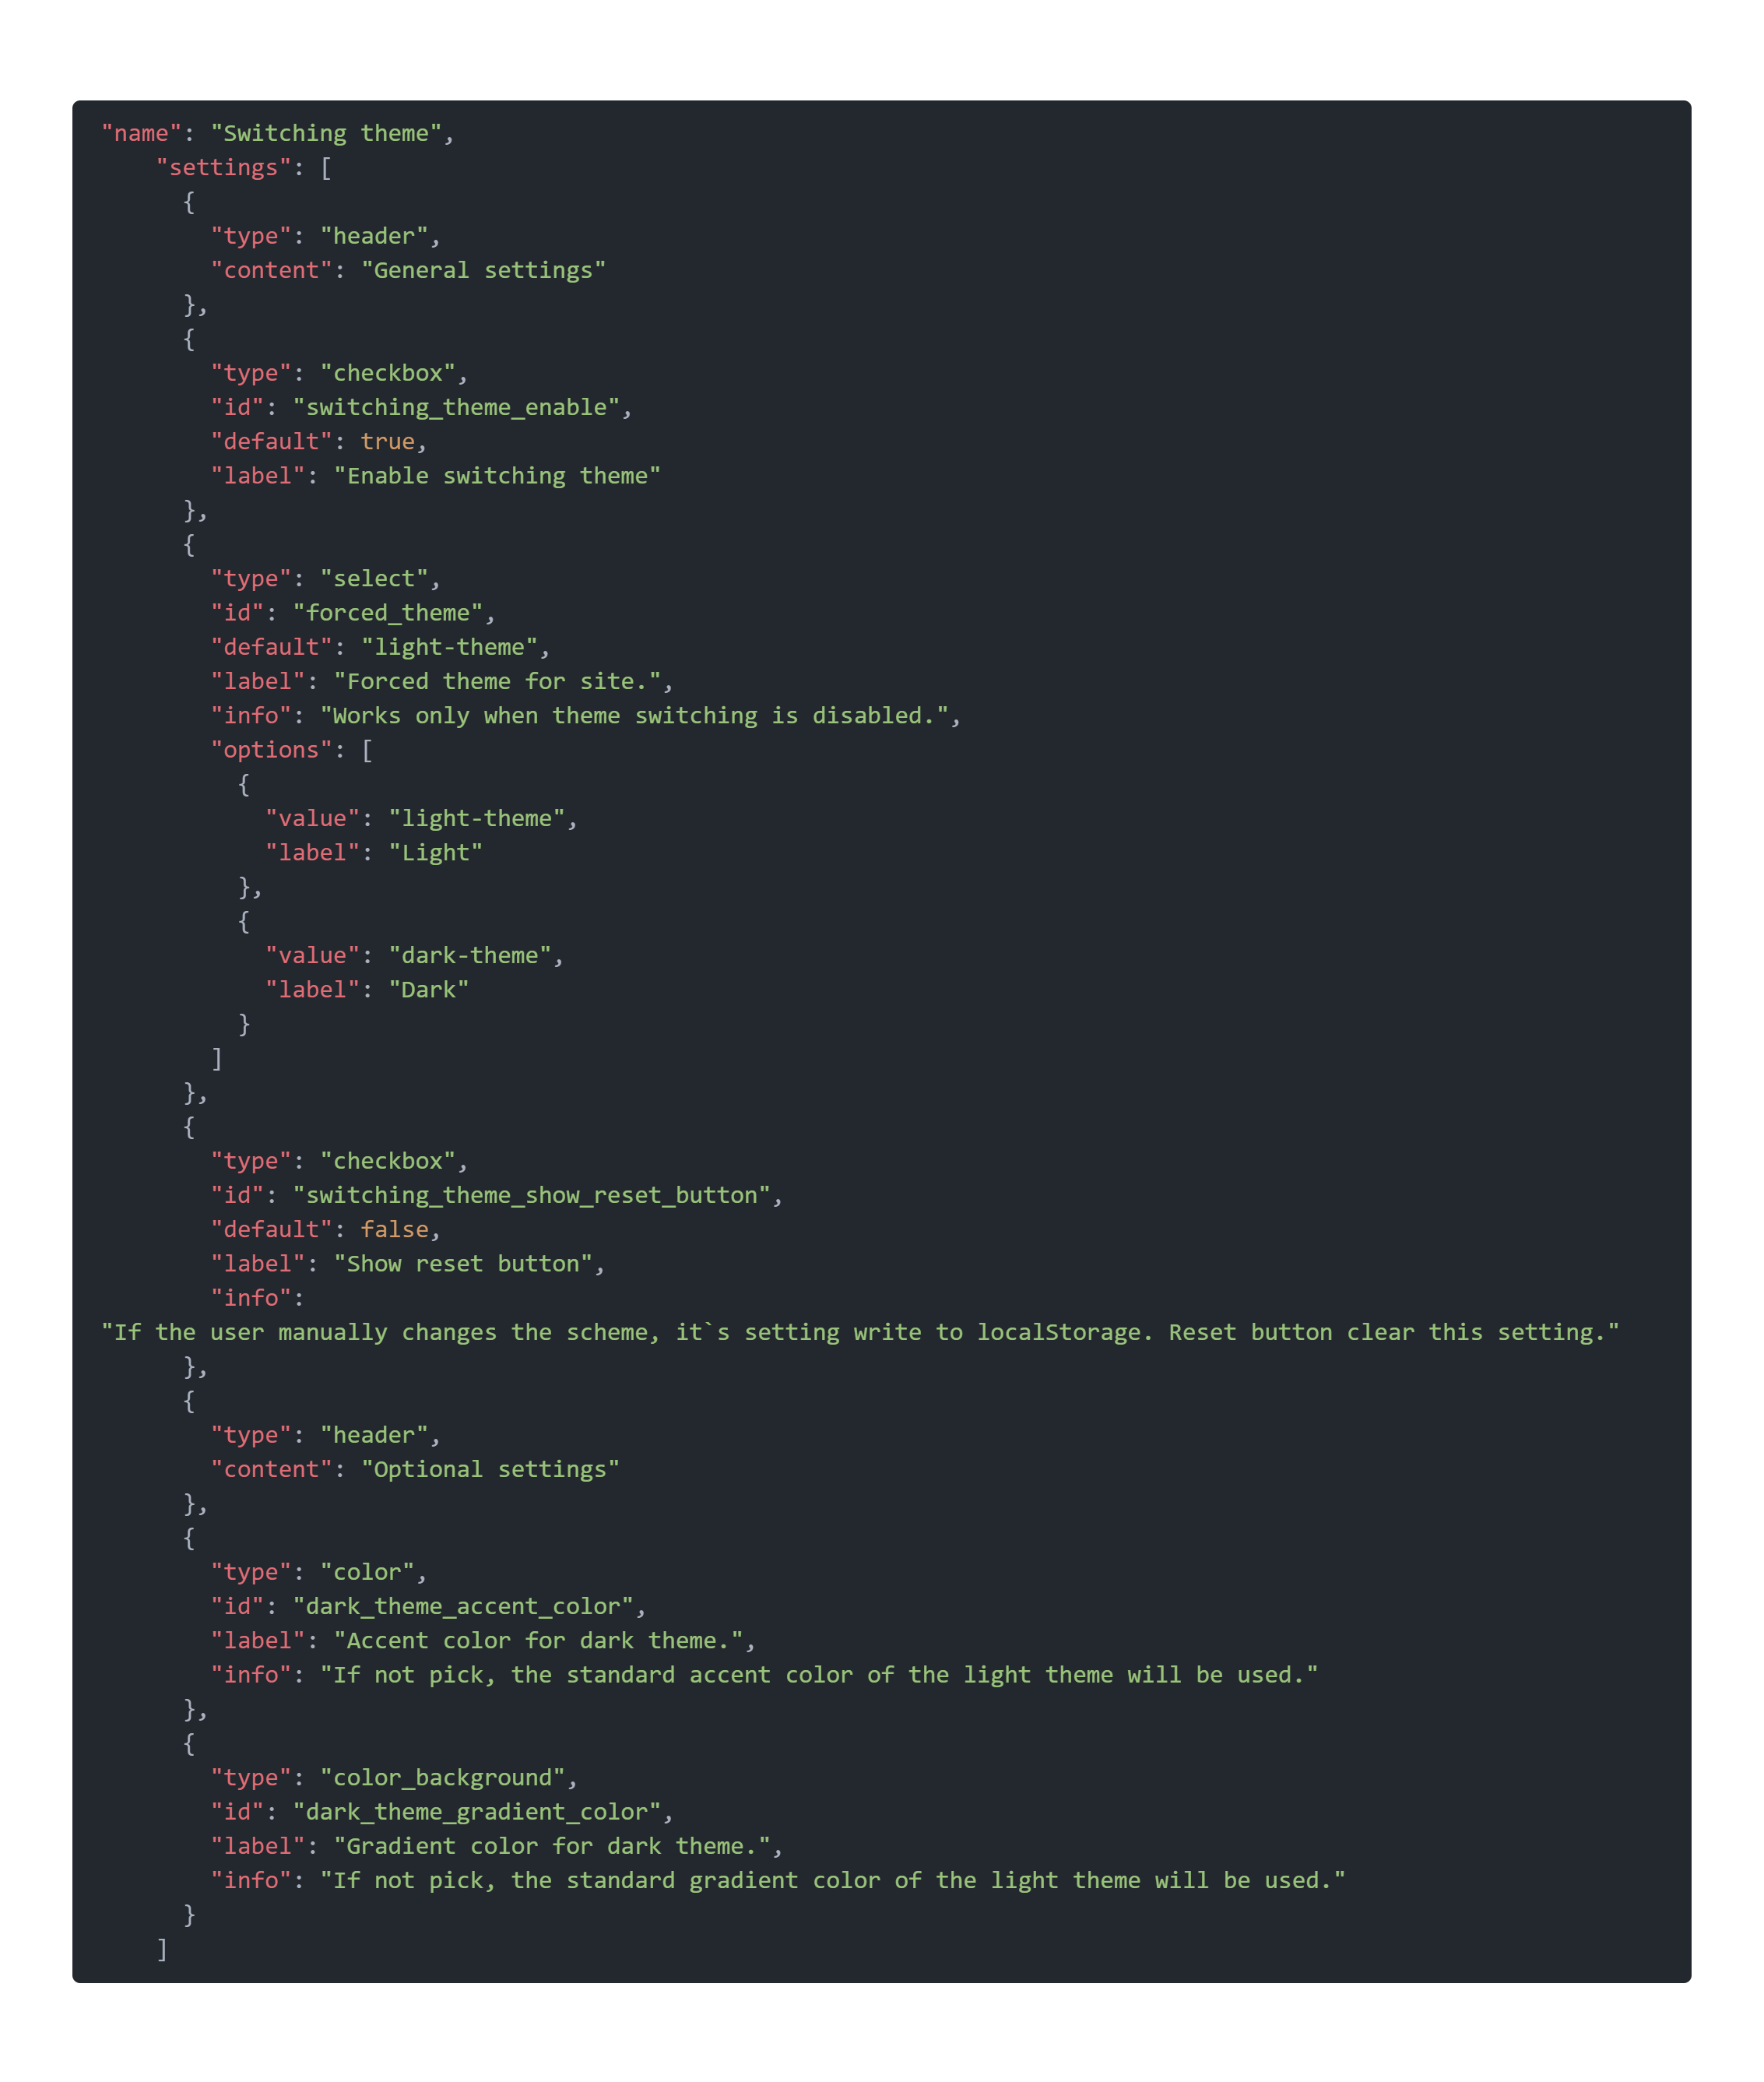 "name": "Switching theme",
    "settings": [
      {
        "type": "header",
        "content": "General settings"
      },
      {
        "type": "checkbox",
        "id": "switching_theme_enable",
        "default": true,
        "label": "Enable switching theme"
      },
      {
        "type": "select",
        "id": "forced_theme",
        "default": "light-theme",
        "label": "Forced theme for site.",
        "info": "Works only when theme switching is disabled.",
        "options": [
          {
            "value": "light-theme",
            "label": "Light"
          },
          {
            "value": "dark-theme",
            "label": "Dark"
          }
        ]
      },
      {
        "type": "checkbox",
        "id": "switching_theme_show_reset_button",
        "default": false,
        "label": "Show reset button",
        "info":
"If the user manually changes the scheme, it`s setting write to localStorage. Reset button clear this setting."
      },
      {
        "type": "header",
        "content": "Optional settings"
      },
      {
        "type": "color",
        "id": "dark_theme_accent_color",
        "label": "Accent color for dark theme.",
        "info": "If not pick, the standard accent color of the light theme will be used."
      },
      {
        "type": "color_background",
        "id": "dark_theme_gradient_color",
        "label": "Gradient color for dark theme.",
        "info": "If not pick, the standard gradient color of the light theme will be used."
      }
    ]